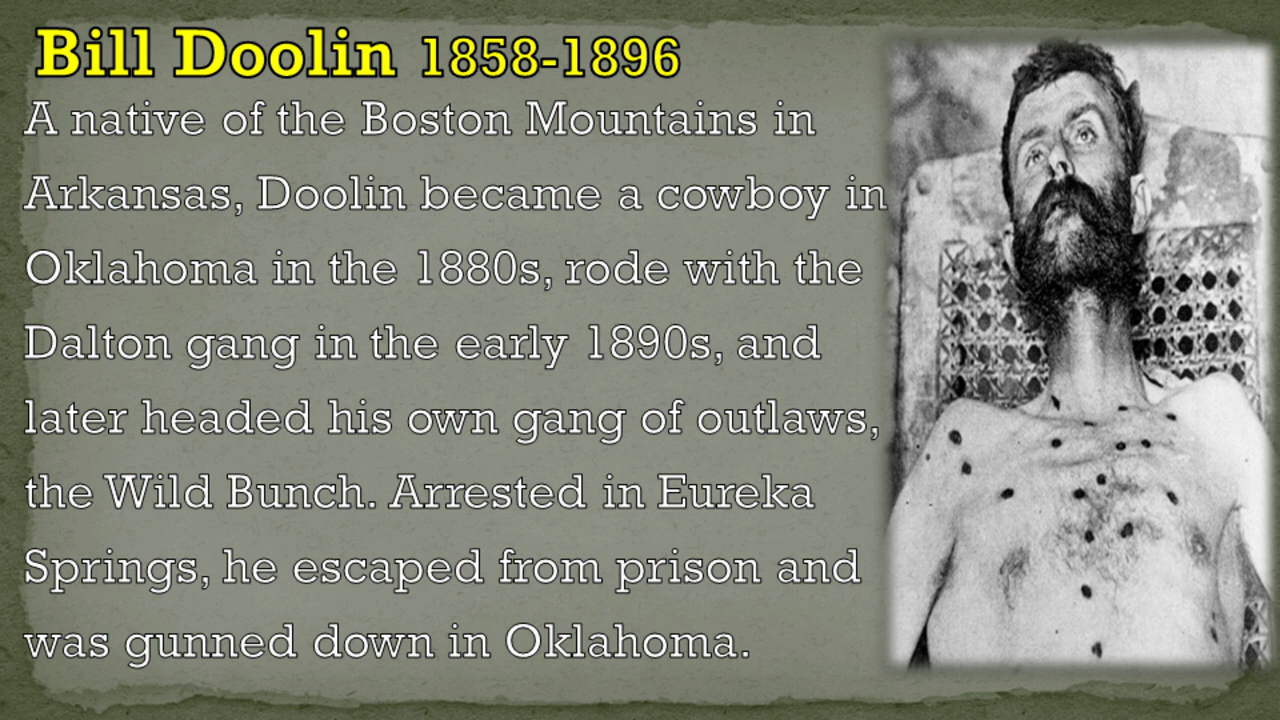 Bill Doolin 1858-1896
A native of the Boston Mountains in
Arkansas, Doolin became a cowboy in
Oklahoma in the 1880s, rode with the
Dalton gang in the early 1890s, and
later headed his own gang of outlaws,
the Wild Bunch. Arrested in Eureka
Springs, he escaped from prison and
was gunned down in Oklahoma.